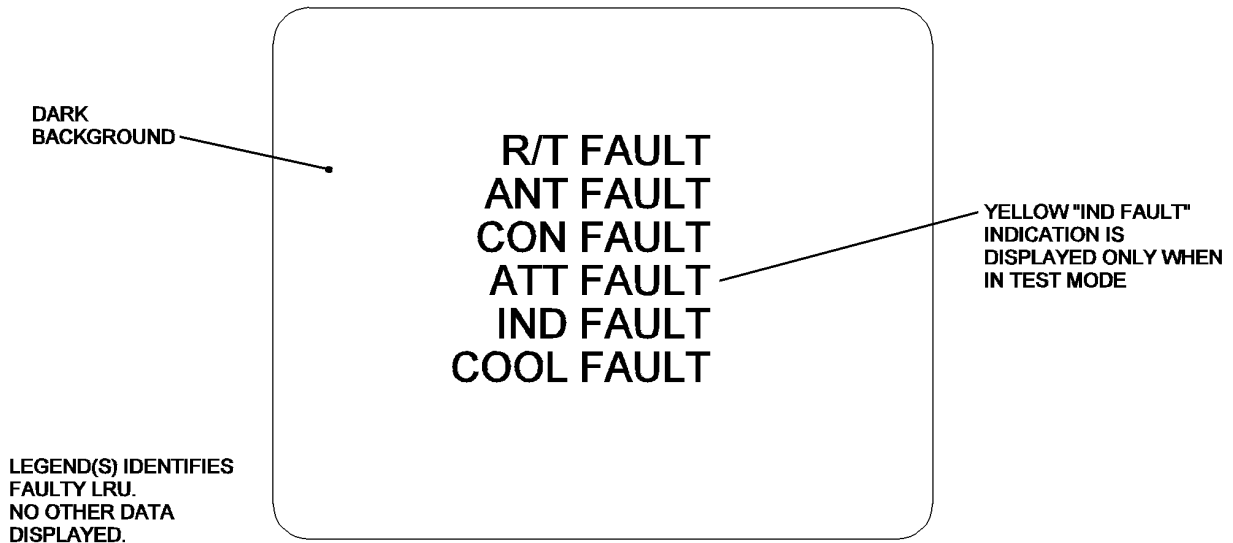 DARK
BACKGROUND
R/T FAULT
ANT FAULT
CON FAULT
ATT FAULT
IND FAULT
COOL FAULT
YELLOW "IND FAULT"
INDICATION IS
DISPLAYED ONLY WHEN
IN TEST MODE
LEGEND(S) IDENTIFIES
FAULTY LRU.
NO OTHER DATA
DISPLAYED.